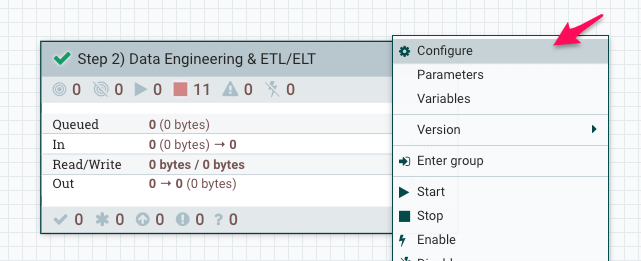 Step 2) Data Engineering & ETL/ELT
0 0 0 11 0 0
Queued 0 (0 bytes)
In 0 (0 bytes) → 0
Read/Write 0 bytes / 0 bytes
Out 0 → 0 (0 bytes)
0 0 0 0 ? 0
Configure
Parameters
Variables
Version
Enter group
Start
Stop
Enable